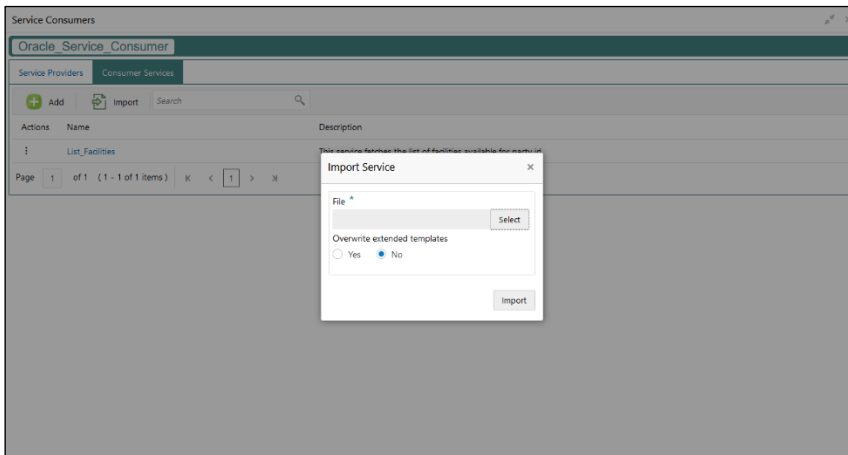 Service Consumers
Oracle_Service_Consumer
Service Providers Consumer Services
Add Import Search
Actions Name Description
List_Facilities This service fetches the list of facilities available for party id
Page 1 of 1 (1 - 1 of 1 items) K < 1 > >|
Import Service ×
File *
Select
Overwrite extended templates
Yes No
Import